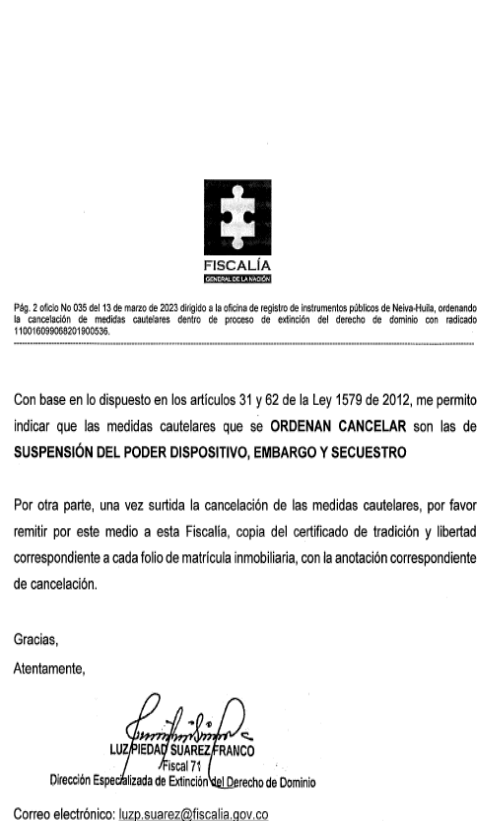 FISCALÍA
GENERAL DE LA NACIÓN
Pág. 2 oficio No 035 del 13 de marzo de 2023 dirigido a la oficina de registro de instrumentos públicos de Neiva-Huila, ordenando
la cancelación de medidas cautelares dentro de proceso de extinción del derecho de dominio con radicado
110016099068201900536.
Con base en lo dispuesto en los artículos 31 y 62 de la Ley 1579 de 2012, me permito
indicar que las medidas cautelares que se ORDENAN CANCELAR son las de
SUSPENSIÓN DEL PODER DISPOSITIVO, EMBARGO Y SECUESTRO
Por otra parte, una vez surtida la cancelación de las medidas cautelares, por favor
remitir por este medio a esta Fiscalía, copia del certificado de tradición y libertad
correspondiente a cada folio de matrícula inmobiliaria, con la anotación correspondiente
de cancelación.
Gracias,
Atentamente,
LUZ PIEDAD SUAREZ FRANCO
Fiscal 71
Dirección Especializada de Extinción del Derecho de Dominio
Correo electrónico: luzp.suarez@fiscalia.gov.co